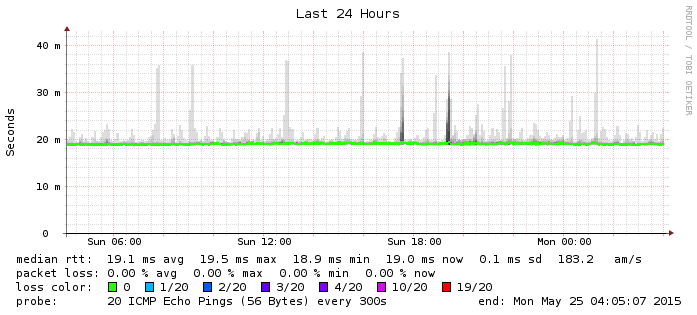 Last 24 Hours
RRDTOOL / TOBI OETIKER
Seconds
40 m
30 m
20 m
10 m
0
Sun 06:00 Sun 12:00 Sun 18:00 Mon 00:00
median rtt: 19.1 ms avg 19.5 ms max 18.9 ms min 19.0 ms now 0.1 ms sd 183.2 am/s
packet loss: 0.00 % avg 0.00 % max 0.00 % min 0.00 % now
loss color: 0 1/20 2/20 3/20 4/20 10/20 19/20
probe: 20 ICMP Echo Pings (56 Bytes) every 300s end: Mon May 25 04:05:07 2015